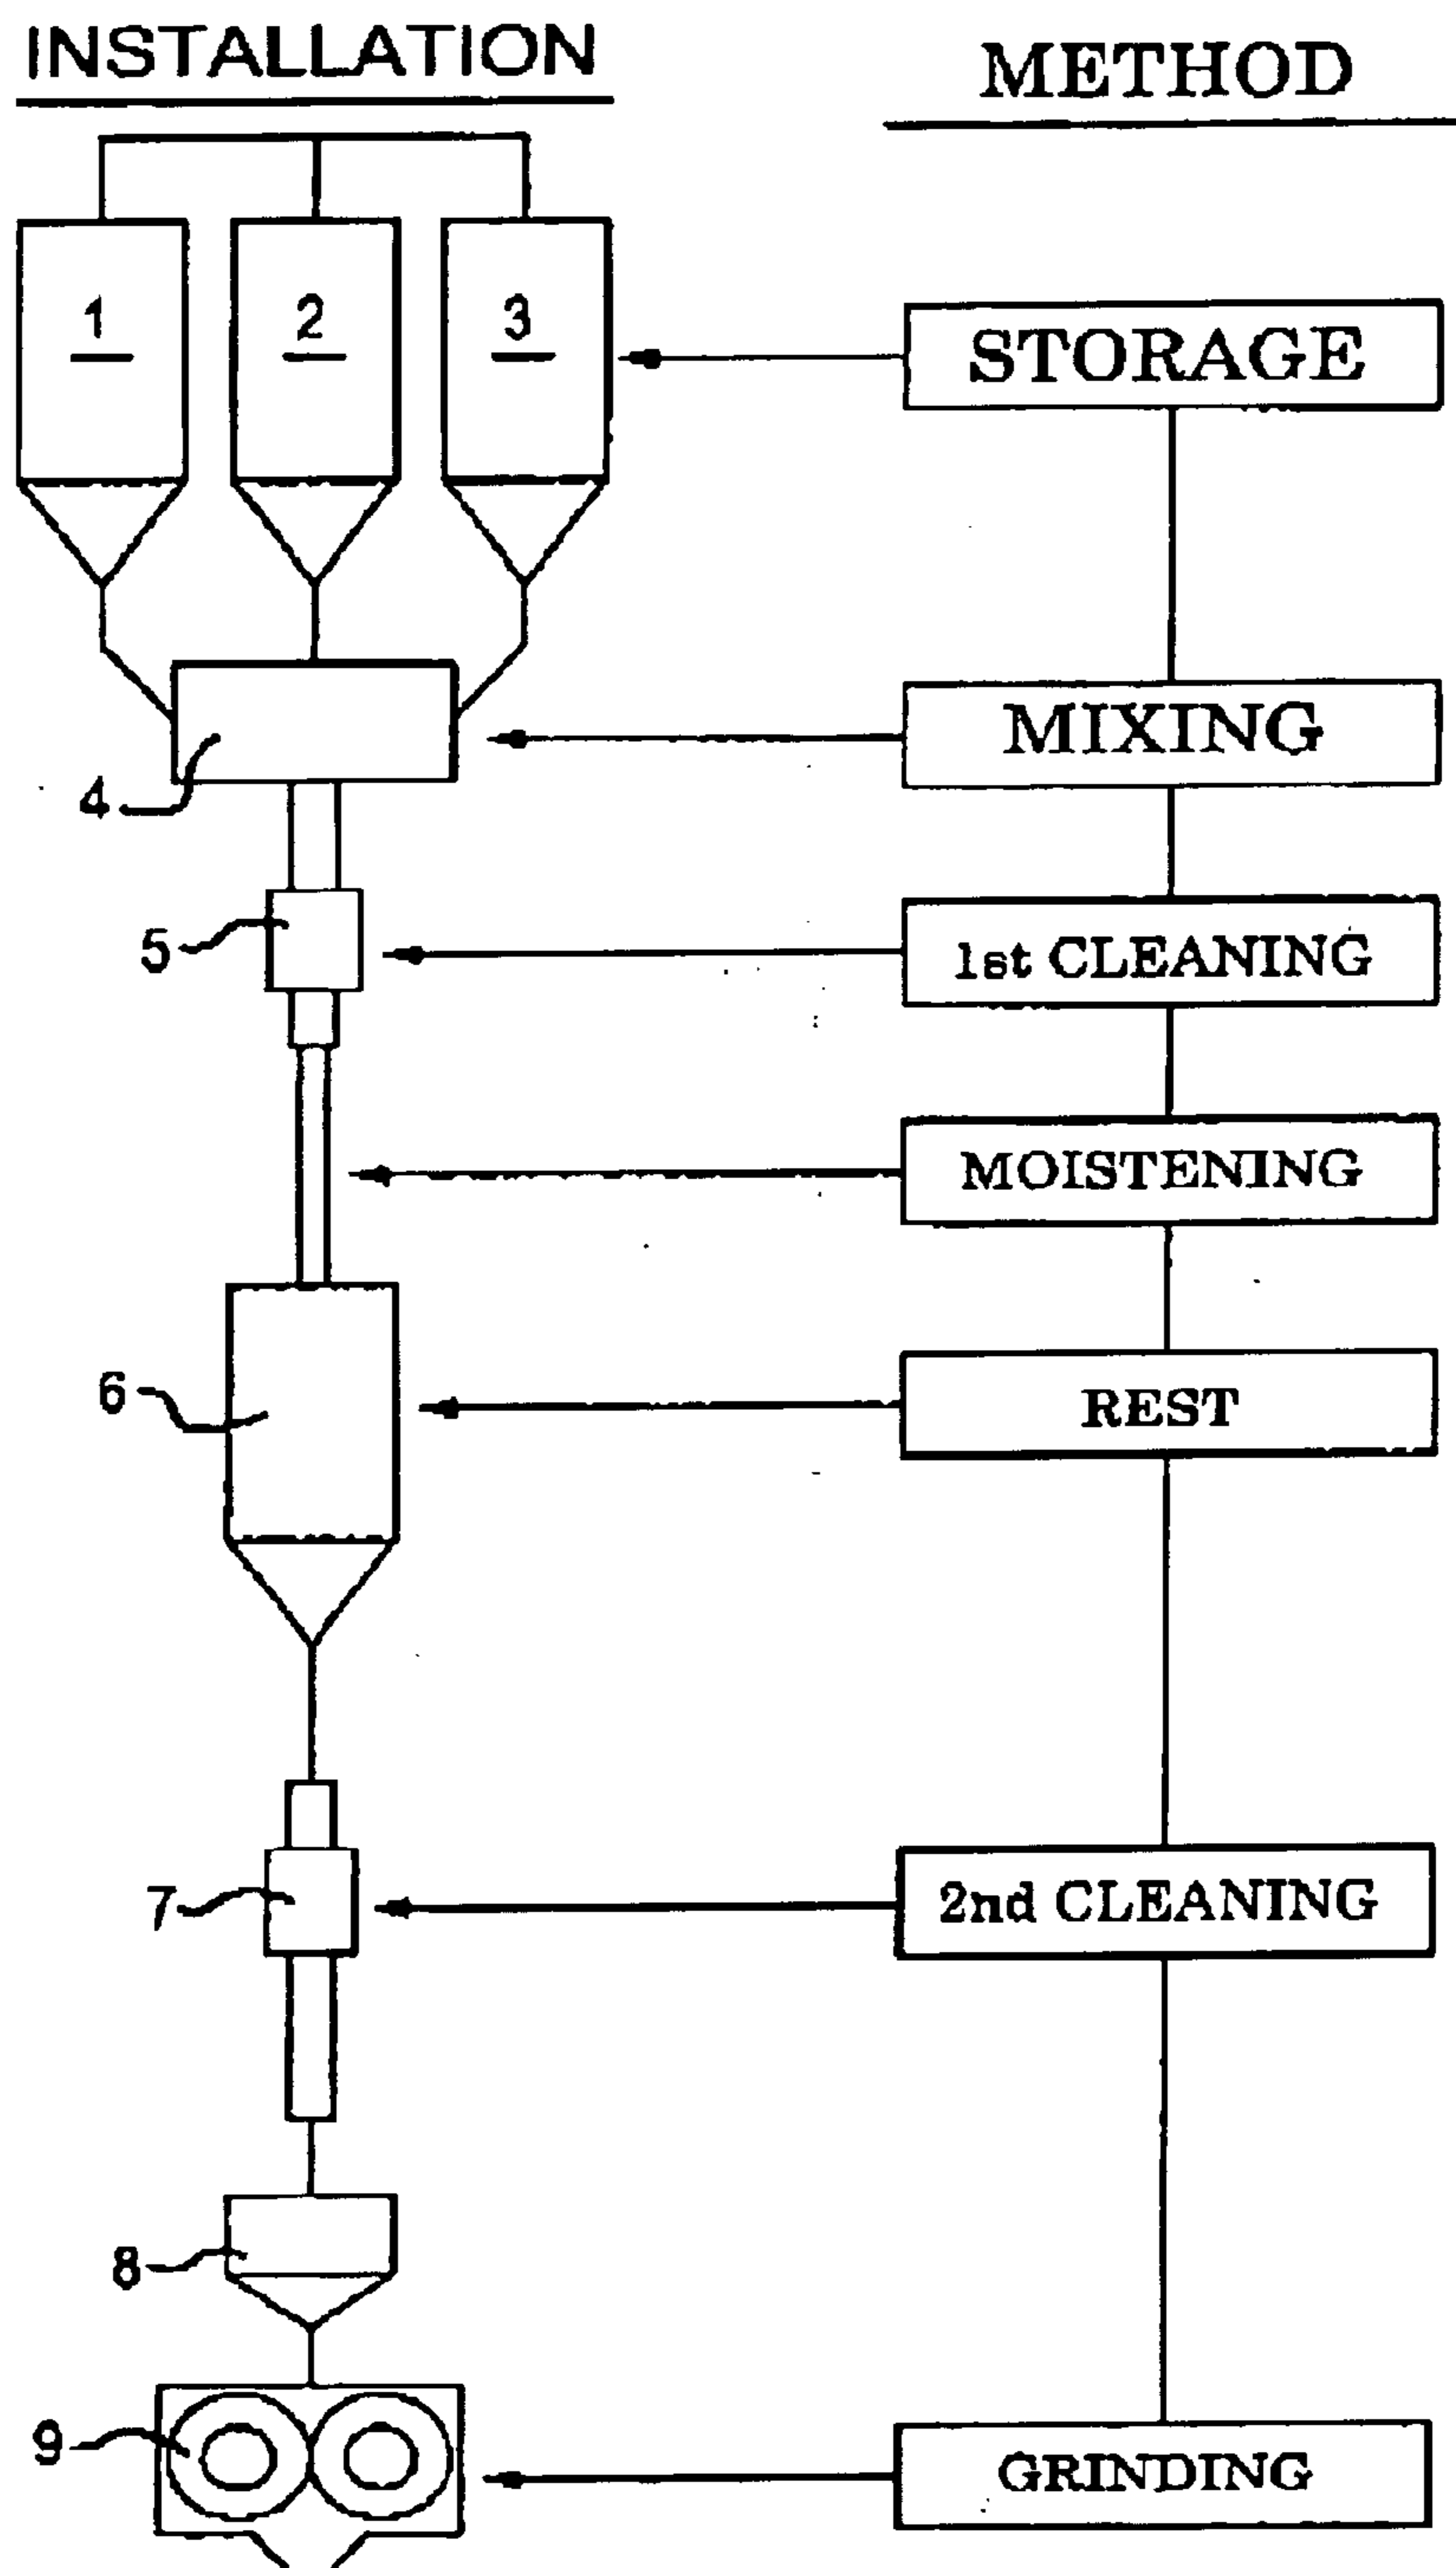 INSTALLATION METHOD
1 2 3 STORAGE
MIXING
4
5 1st CLEANING
MOISTENING
6 REST
7 2nd CLEANING
8
9 GRINDING